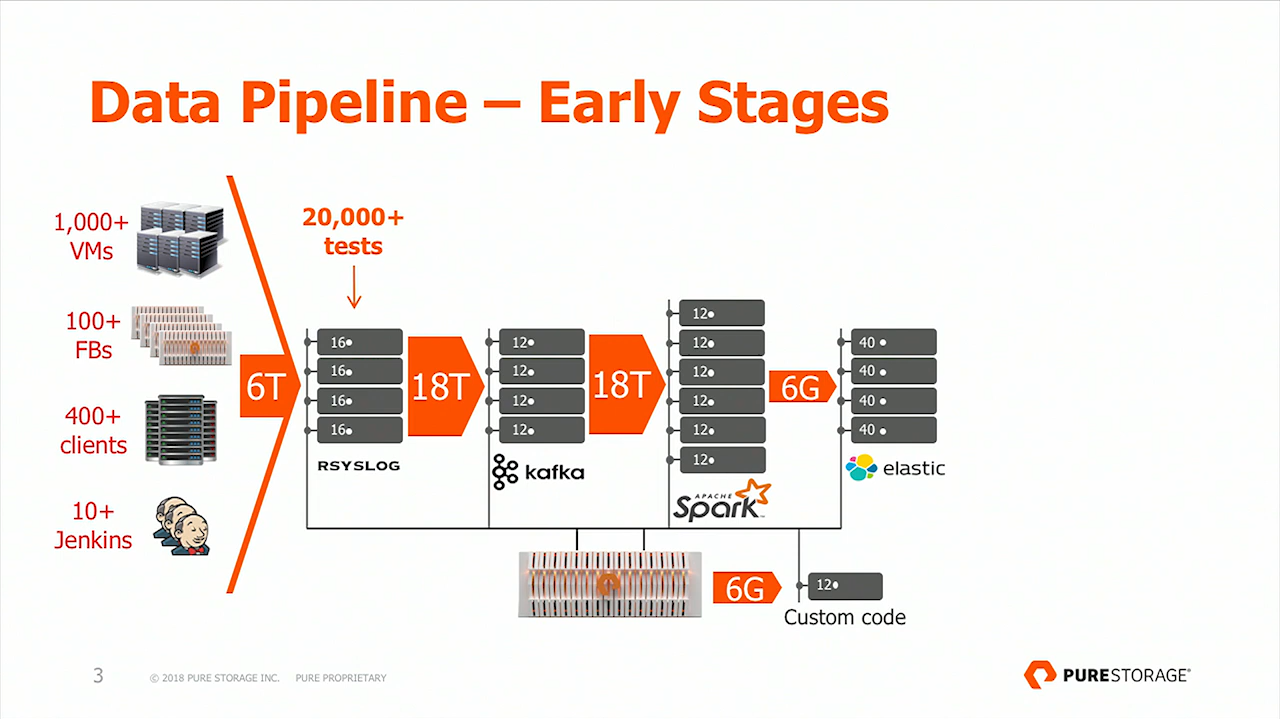 Data Pipeline – Early Stages
1,000+
VMs
100+
FBs
400+
clients
10+
Jenkins
6T
20,000+
tests
16
16
16
16
RSYSLOG
18T
12
12
12
12
kafka
18T
12
12
12
12
12
12
APACHE
Spark
TM
6G
40
40
40
40
elastic
6G
12
Custom code
3
© 2018 PURE STORAGE INC. PURE PROPRIETARY
PURESTORAGE®